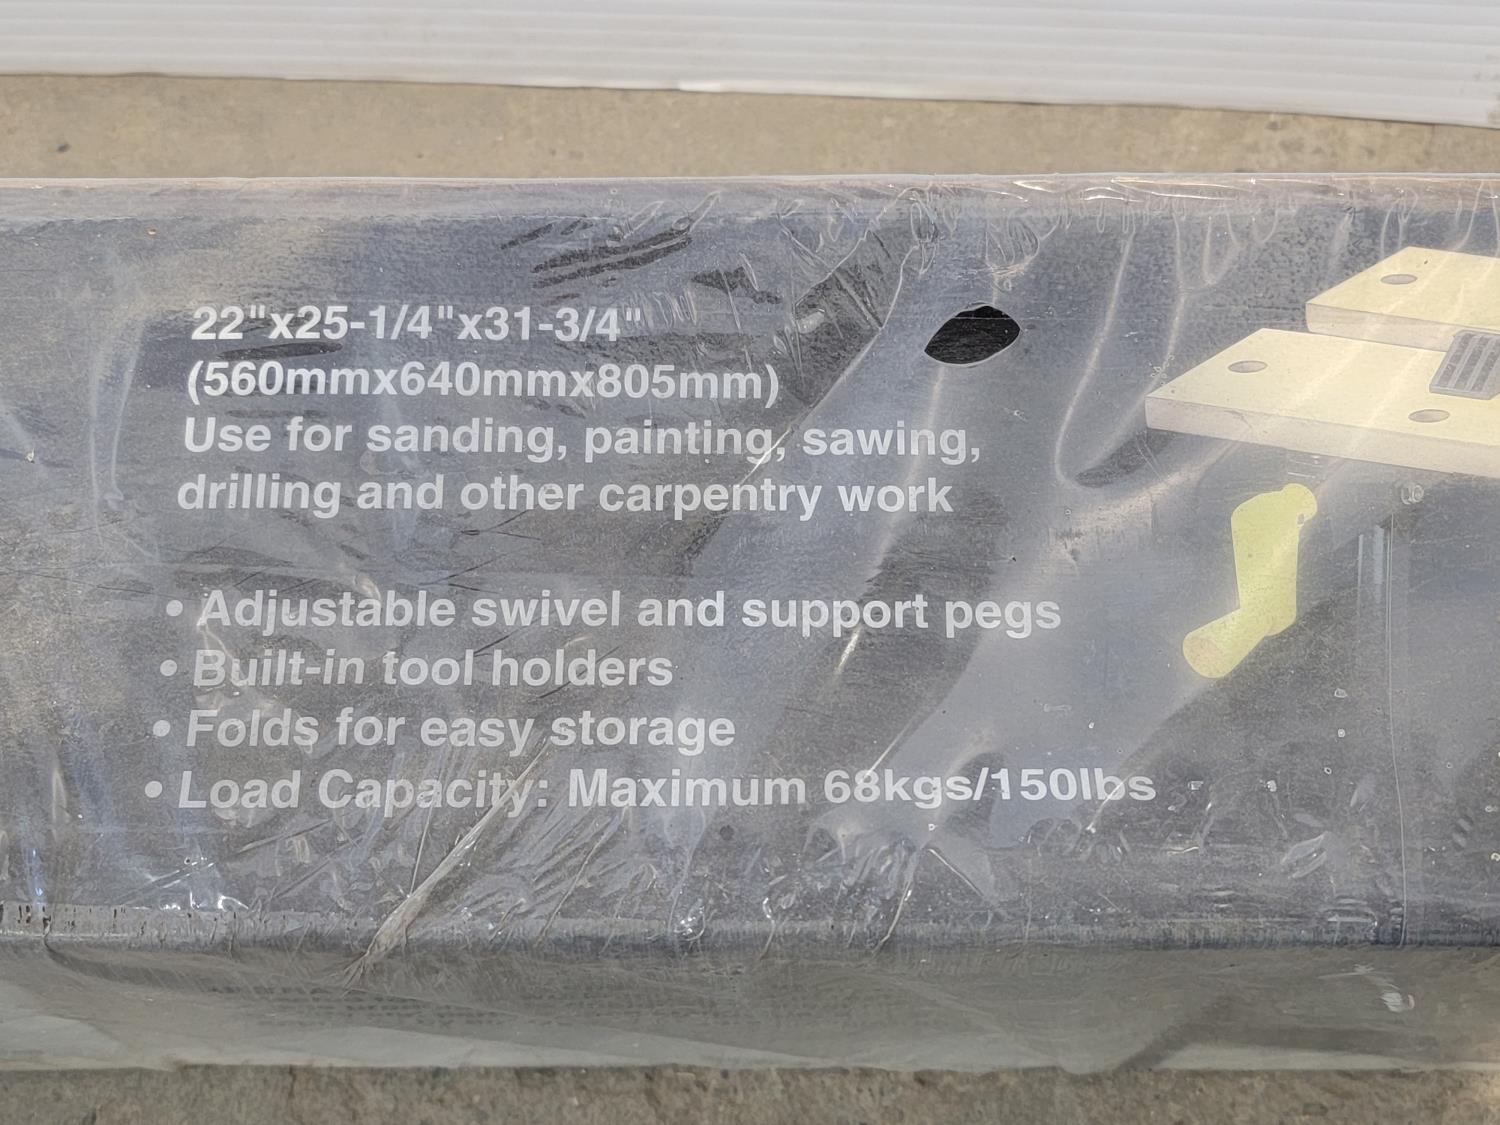 22"x25-1/4"x31-3/4"
(560mmx640mmx805mm)
Use for sanding, painting, sawing,
drilling and other carpentry work
• Adjustable swivel and support pegs
• Built-in tool holders
• Folds for easy storage
• Load Capacity: Maximum 68kgs/150lbs